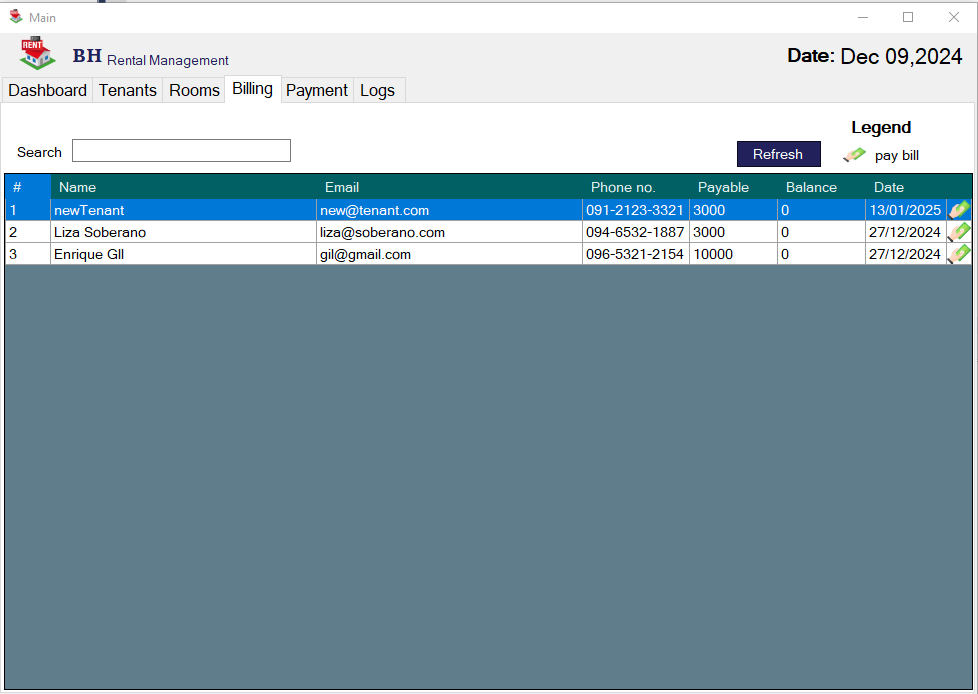 Main
RENT
BH Rental Management
Date: Dec 09,2024
Dashboard Tenants Rooms Billing Payment Logs
Legend
Search Refresh pay bill
# Name Email Phone no. Payable Balance Date
1 newTenant new@tenant.com 091-2123-3321 3000 0 13/01/2025
2 Liza Soberano liza@soberano.com 094-6532-1887 3000 0 27/12/2024
3 Enrique GIl gil@gmail.com 096-5321-2154 10000 0 27/12/2024